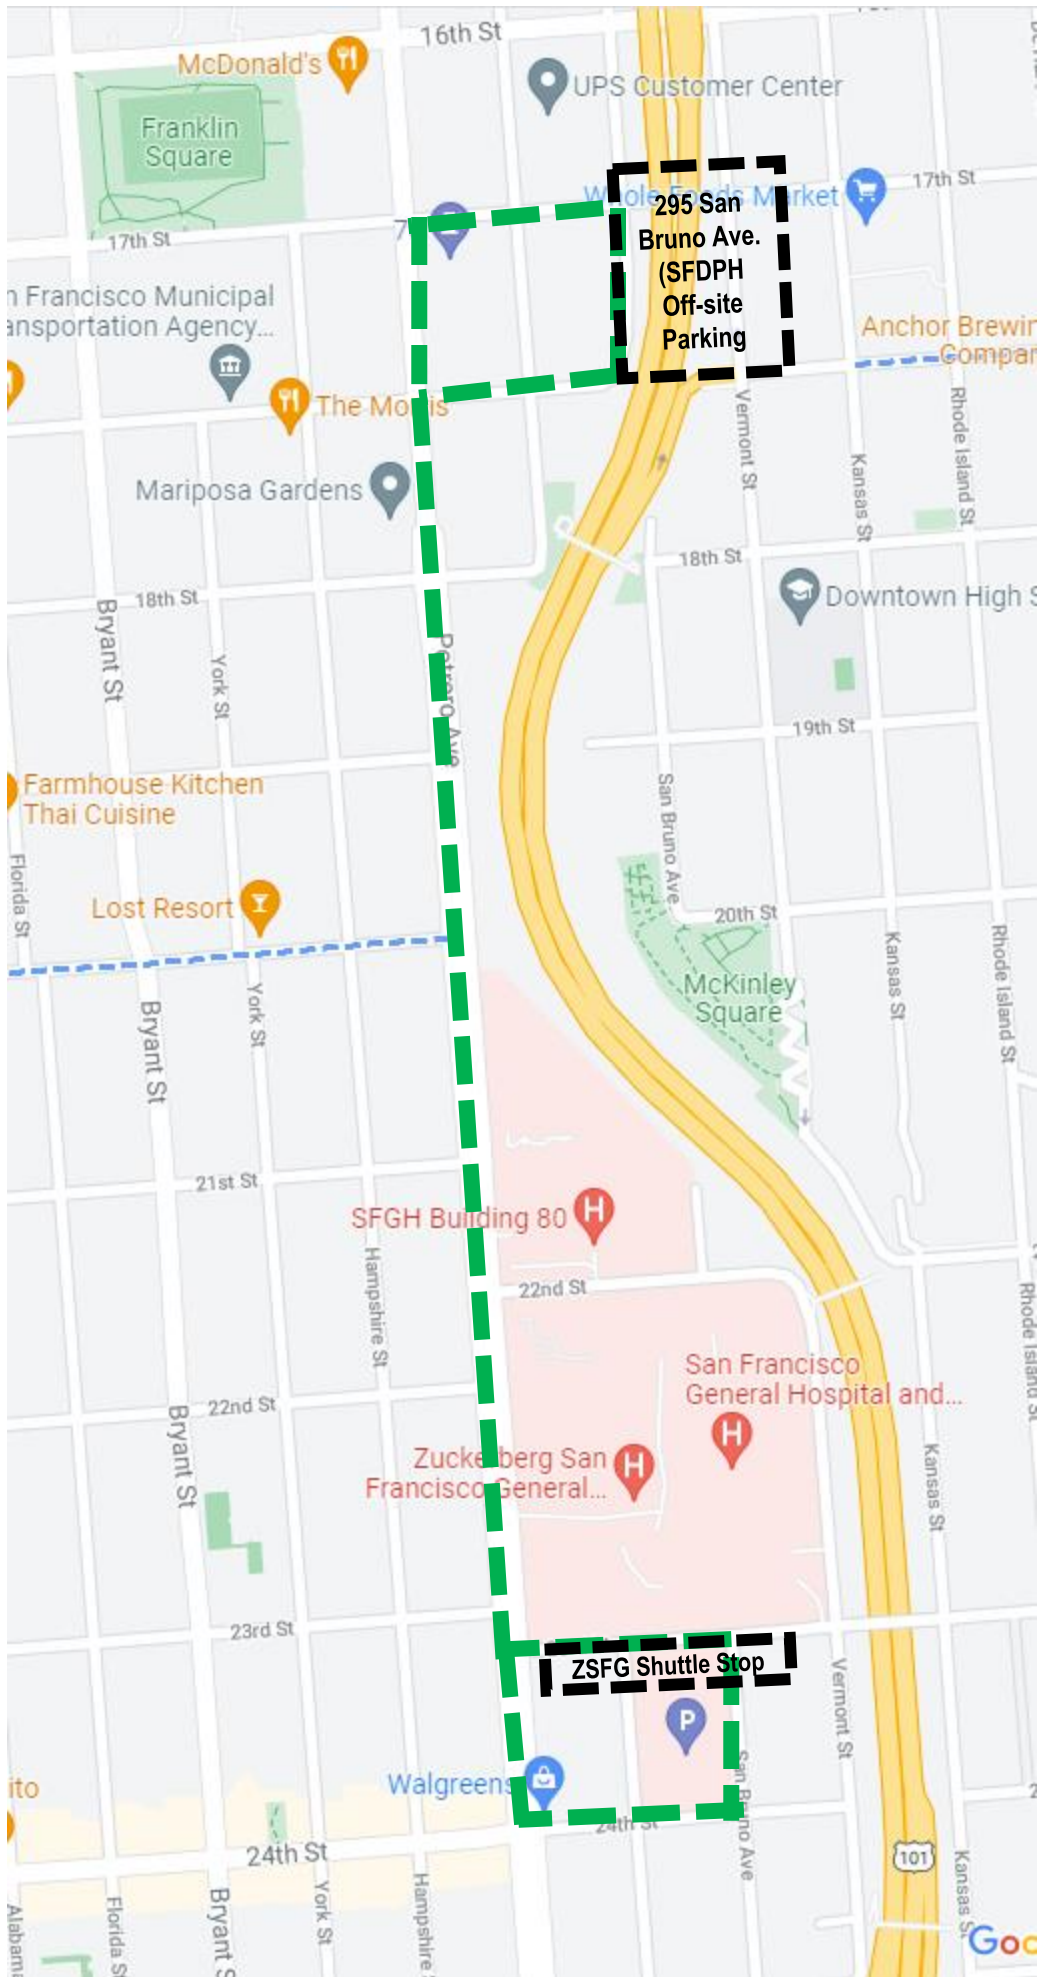 16th St
McDonald's
UPS Customer Center
Franklin
Square
17th St
Whole Foods Market
295 San
Bruno Ave.
(SFDPH
Off-site
Parking
17th St
7
n Francisco Municipal
ansportation Agency...
Anchor Brewin
Compan
The Morris
Vermont St
Rhode Island St
Kansas St
Mariposa Gardens
18th St
18th St
Downtown High S
Bryant St
York St
Potrero Ave
19th St
Farmhouse Kitchen
Thai Cuisine
San Bruno Ave
Florida St
Lost Resort
20th St
Kansas St
Rhode Island St
McKinley
Square
York St
Bryant St
21st St
SFGH Building 80
Hampshire St
22nd St
Rhode Island St
San Francisco
General Hospital and...
22nd St
Bryant St
Zuckerberg San
Francisco General...
Kansas St
23rd St
ZSFG Shuttle Stop
Vermont St
P
San Bruno Ave
ito
Walgreens
24th St
24th St
101
Kansas St
Alabama
Florida St
Bryant S
York St
Hampshire
Goo